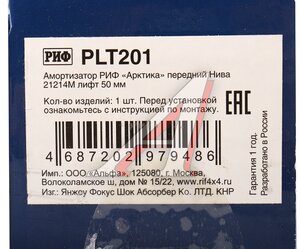 РИФ PLT201
Амортизатор РИФ «Арктика» передний Нива
21214М лифт 50 мм
Кол-во изделий: 1 шт. Перед установкой
ознакомьтесь с инструкцией по монтажу.
EAC
4 687202 979486
Имп.: ООО «Альфа», 125080, г. Москва,
Волоколамское ш, дом № 15/22, www.rif4x4.ru
Изг.: Янжоу Фокус Шок Абсорбер Ко. ЛТД. КНР
Гарантия 1 год.
Разработано в России